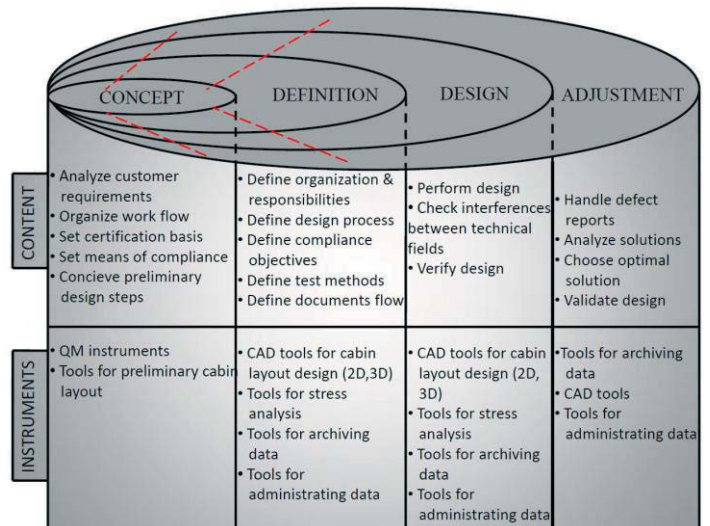 CONCEPT
DEFINITION
DESIGN
ADJUSTMENT
CONTENT
• Analyze customer
requirements
• Organize work flow
• Set certification basis
• Set means of compliance
• Concieve preliminary
design steps
• Define organization &
responsibilities
• Define design process
• Define compliance
objectives
• Define test methods
• Define documents flow
• Perform design
• Check interferences
between technical
fields
• Verify design
• Handle defect
reports
• Analyze solutions
• Choose optimal
solution
• Validate design
INSTRUMENTS
• QM instruments
• Tools for preliminary cabin
layout
• CAD tools for cabin
layout design (2D,3D)
• Tools for stress
analysis
• Tools for archiving
data
• Tools for
administrating data
• CAD tools for cabin
layout design (2D,
3D)
• Tools for stress
analysis
• Tools for archiving
data
• Tools for
administrating data
• Tools for archiving
data
• CAD tools
• Tools for
administrating data